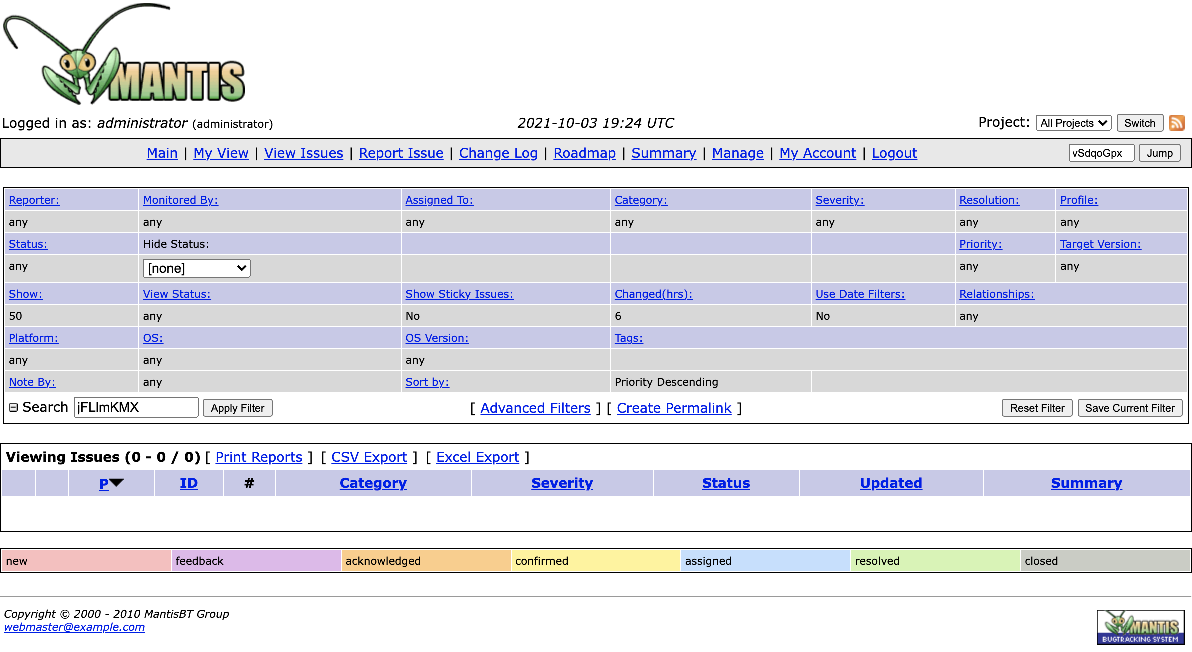 MANTIS
Logged in as: administrator (administrator) 2021-10-03 19:24 UTC Project: All Projects Switch
Main | My View | View Issues | Report Issue | Change Log | Roadmap | Summary | Manage | My Account | Logout vSdqoGpx Jump
Reporter: Monitored By: Assigned To: Category: Severity: Resolution: Profile:
any any any any any any any
Status: Hide Status: Priority: Target Version:
any [none] any any
Show: View Status: Show Sticky Issues: Changed(hrs): Use Date Filters: Relationships:
50 any No 6 No any
Platform: OS: OS Version: Tags:
any any any
Note By: any Sort by: Priority Descending
Search jFLlmKMX Apply Filter [ Advanced Filters ] [ Create Permalink ] Reset Filter Save Current Filter
Viewing Issues (0 - 0 / 0) [ Print Reports ] [ CSV Export ] [ Excel Export ]
P ID # Category Severity Status Updated Summary
new feedback acknowledged confirmed assigned resolved closed
Copyright © 2000 - 2010 MantisBT Group
webmaster@example.com
MANTIS
BUGTRACKING SYSTEM